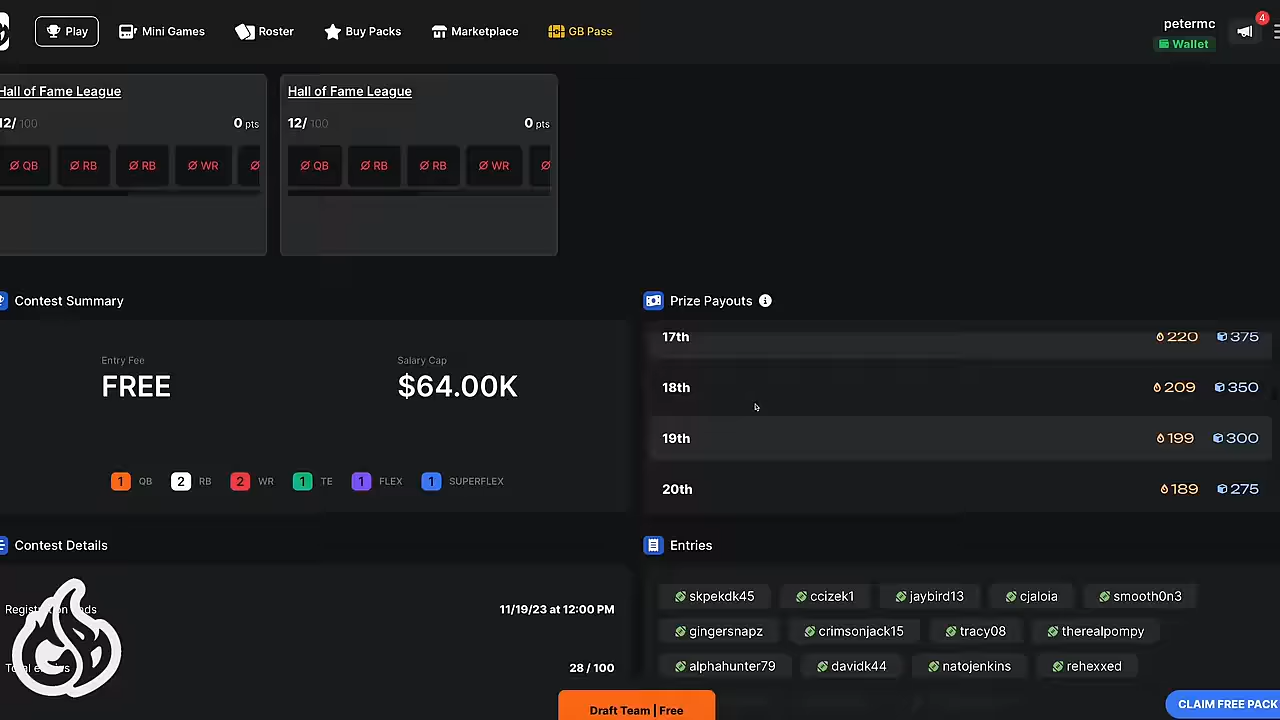 Play Mini Games Roster Buy Packs Marketplace GB Pass petermc 4
Wallet
Hall of Fame League Hall of Fame League
12/ 100 0 pts 12/ 100 0 pts
QB RB RB WR QB RB RB WR
Contest Summary Prize Payouts
17th 220 375
Entry Fee Salary Cap
FREE $64.00K
18th 209 350
19th 199 300
1 QB 2 RB 2 WR 1 TE 1 FLEX 1 SUPERFLEX
20th 189 275
Contest Details Entries
skpekdk45 ccizek1 jaybird13 cjaloia smooth0n3
Registration ends 11/19/23 at 12:00 PM
gingersnapz crimsonjack15 tracy08 therealpompy
Total entries 28 / 100
alphahunter79 davidk44 natojenkins rehexxed
Draft Team | Free CLAIM FREE PACK